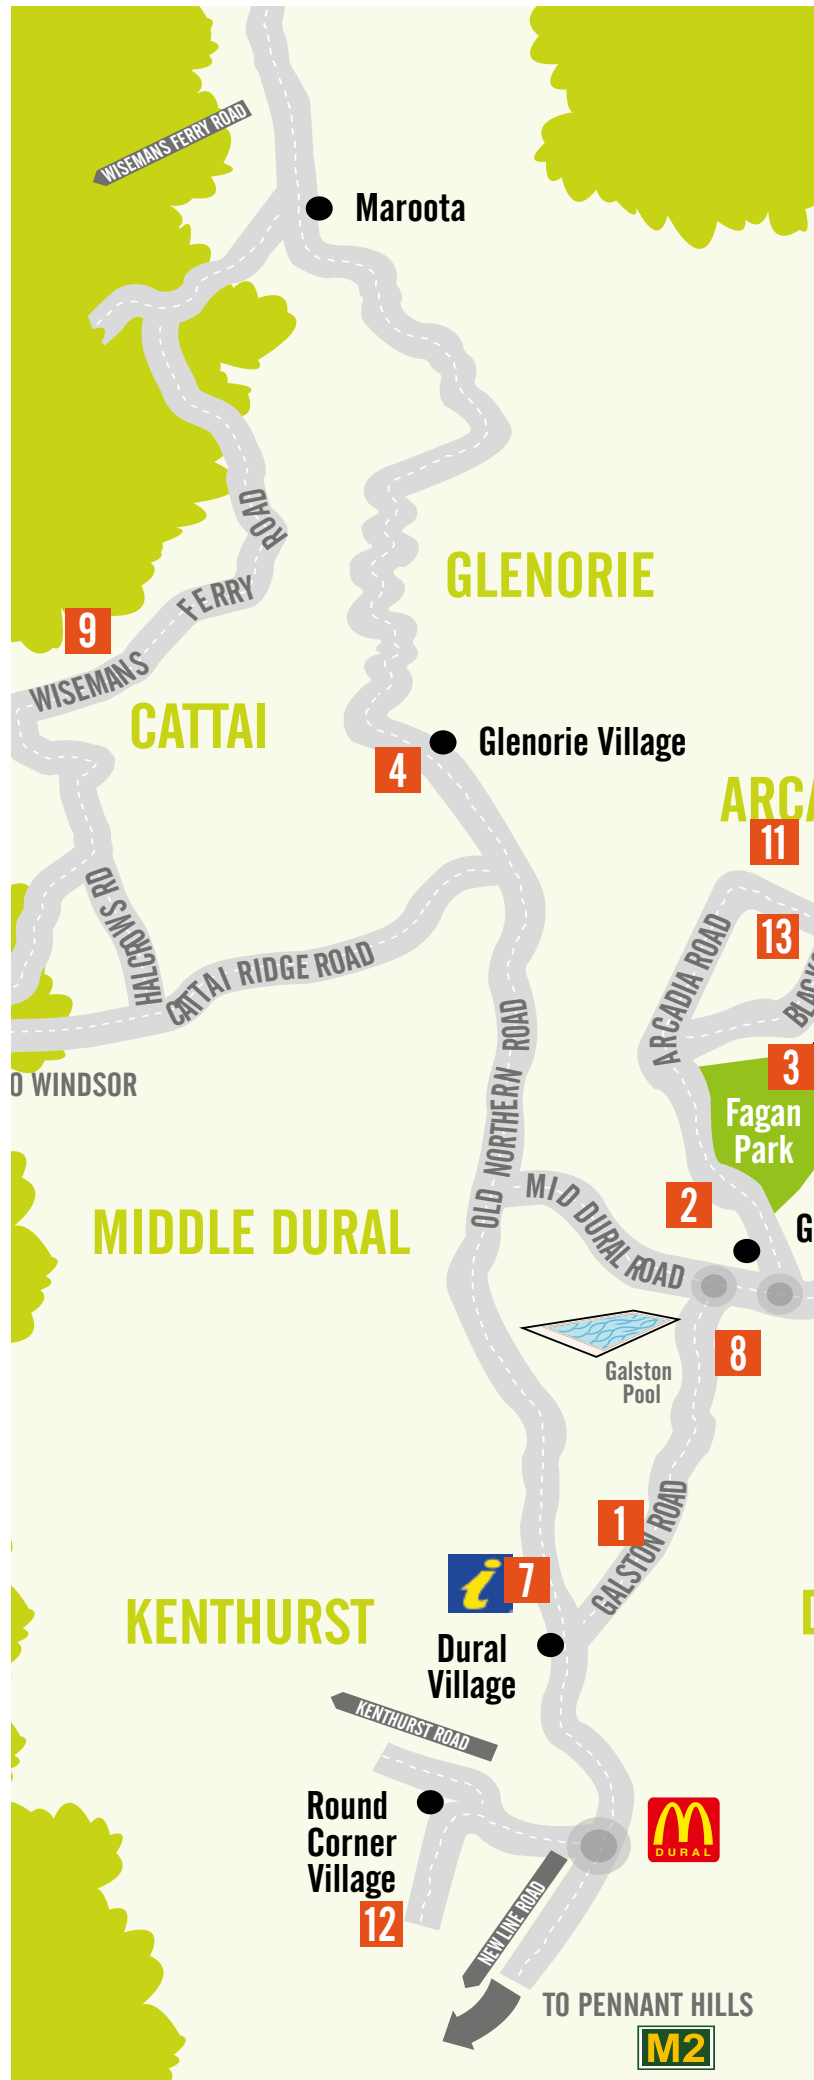 WISEMANS FERRY ROAD
Maroota
GLENORIE
WISEMANS FERRY ROAD
9
CATTAI
Glenorie Village
4
ARCA
11
HALCROWS RD
CATTAI RIDGE ROAD
ARCADIA ROAD
13
BLACKS
O WINDSOR
OLD NORTHERN ROAD
3
Fagan
Park
MIDDLE DURAL
MID DURAL ROAD
2
G
Galston
Pool
8
1
GALSTON ROAD
i
7
KENTHURST
D
Dural
Village
KENTHURST ROAD
Round
Corner
Village
12
M
DURAL
NEW LINE ROAD
TO PENNANT HILLS
M2